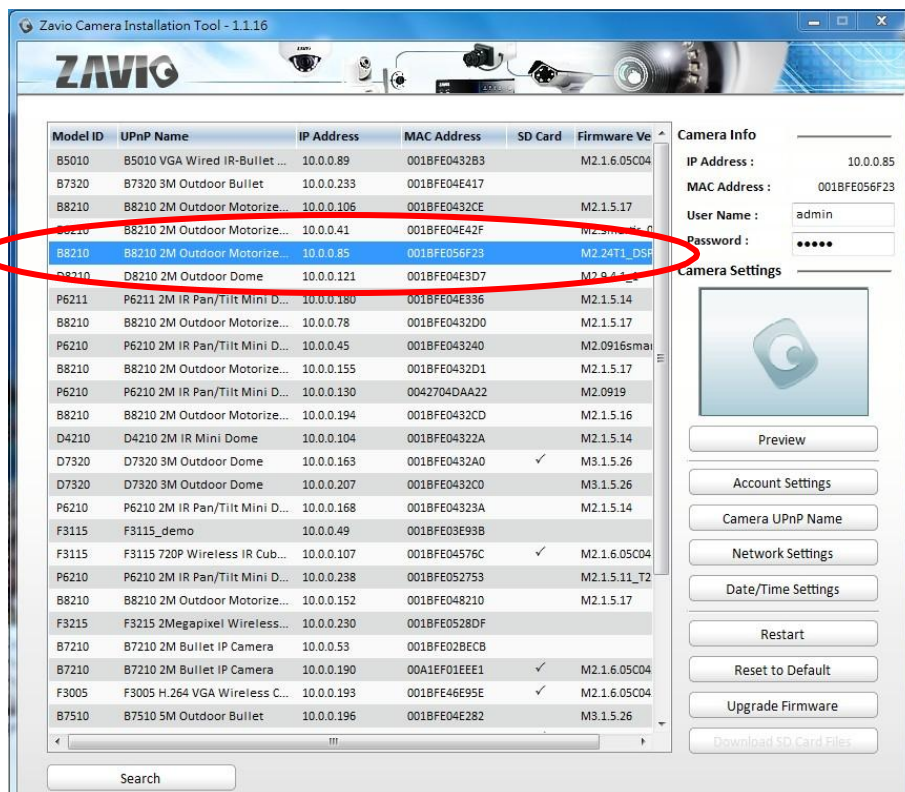 Zavio Camera Installation Tool - 1.1.16
ZAVIO
Model ID UPnP Name IP Address MAC Address SD Card Firmware Ve
B5010 B5010 VGA Wired IR-Bullet ... 10.0.0.89 001BFE0432B3 M2.1.6.05C04
B7320 B7320 3M Outdoor Bullet 10.0.0.233 001BFE04E417
B8210 B8210 2M Outdoor Motorize... 10.0.0.106 001BFE0432CE M2.1.5.17
B8210 B8210 2M Outdoor Motorize... 10.0.0.41 001BFE04E42F
B8210 B8210 2M Outdoor Motorize... 10.0.0.85 001BFE056F23 M2.24T1_DSP
D8210 D8210 2M Outdoor Dome 10.0.0.121 001BFE04E3D7
P6211 P6211 2M IR Pan/Tilt Mini D... 10.0.0.180 001BFE04E336 M2.1.5.14
B8210 B8210 2M Outdoor Motorize... 10.0.0.78 001BFE0432D0 M2.1.5.17
P6210 P6210 2M IR Pan/Tilt Mini D... 10.0.0.45 001BFE043240 M2.0916smar
B8210 B8210 2M Outdoor Motorize... 10.0.0.155 001BFE0432D1 M2.1.5.17
P6210 P6210 2M IR Pan/Tilt Mini D... 10.0.0.130 0042704DAA22 M2.0919
B8210 B8210 2M Outdoor Motorize... 10.0.0.194 001BFE0432CD M2.1.5.16
D4210 D4210 2M IR Mini Dome 10.0.0.104 001BFE04322A M2.1.5.14
D7320 D7320 3M Outdoor Dome 10.0.0.163 001BFE0432A0 ✓ M3.1.5.26
D7320 D7320 3M Outdoor Dome 10.0.0.207 001BFE0432C0 M3.1.5.26
P6210 P6210 2M IR Pan/Tilt Mini D... 10.0.0.168 001BFE04323A M2.1.5.14
F3115 F3115_demo 10.0.0.49 001BFE03E93B
F3115 F3115 720P Wireless IR Cub... 10.0.0.107 001BFE04576C ✓ M2.1.6.05C04
P6210 P6210 2M IR Pan/Tilt Mini D... 10.0.0.238 001BFE052753 M2.1.5.11_T2
B8210 B8210 2M Outdoor Motorize... 10.0.0.152 001BFE048210 M2.1.5.17
F3215 F3215 2Megapixel Wireless... 10.0.0.230 001BFE0528DF
B7210 B7210 2M Bullet IP Camera 10.0.0.53 001BFE02BECB
B7210 B7210 2M Bullet IP Camera 10.0.0.190 00A1EF01EEE1 ✓ M2.1.6.05C04
F3005 F3005 H.264 VGA Wireless C... 10.0.0.193 001BFE46E95E ✓ M2.1.6.05C04
B7510 B7510 5M Outdoor Bullet 10.0.0.196 001BFE04E282 M3.1.5.26
Search
Camera Info
IP Address : 10.0.0.85
MAC Address : 001BFE056F23
User Name : admin
Password : •••••
Camera Settings
Preview
Account Settings
Camera UPnP Name
Network Settings
Date/Time Settings
Restart
Reset to Default
Upgrade Firmware
Download SD Card Files